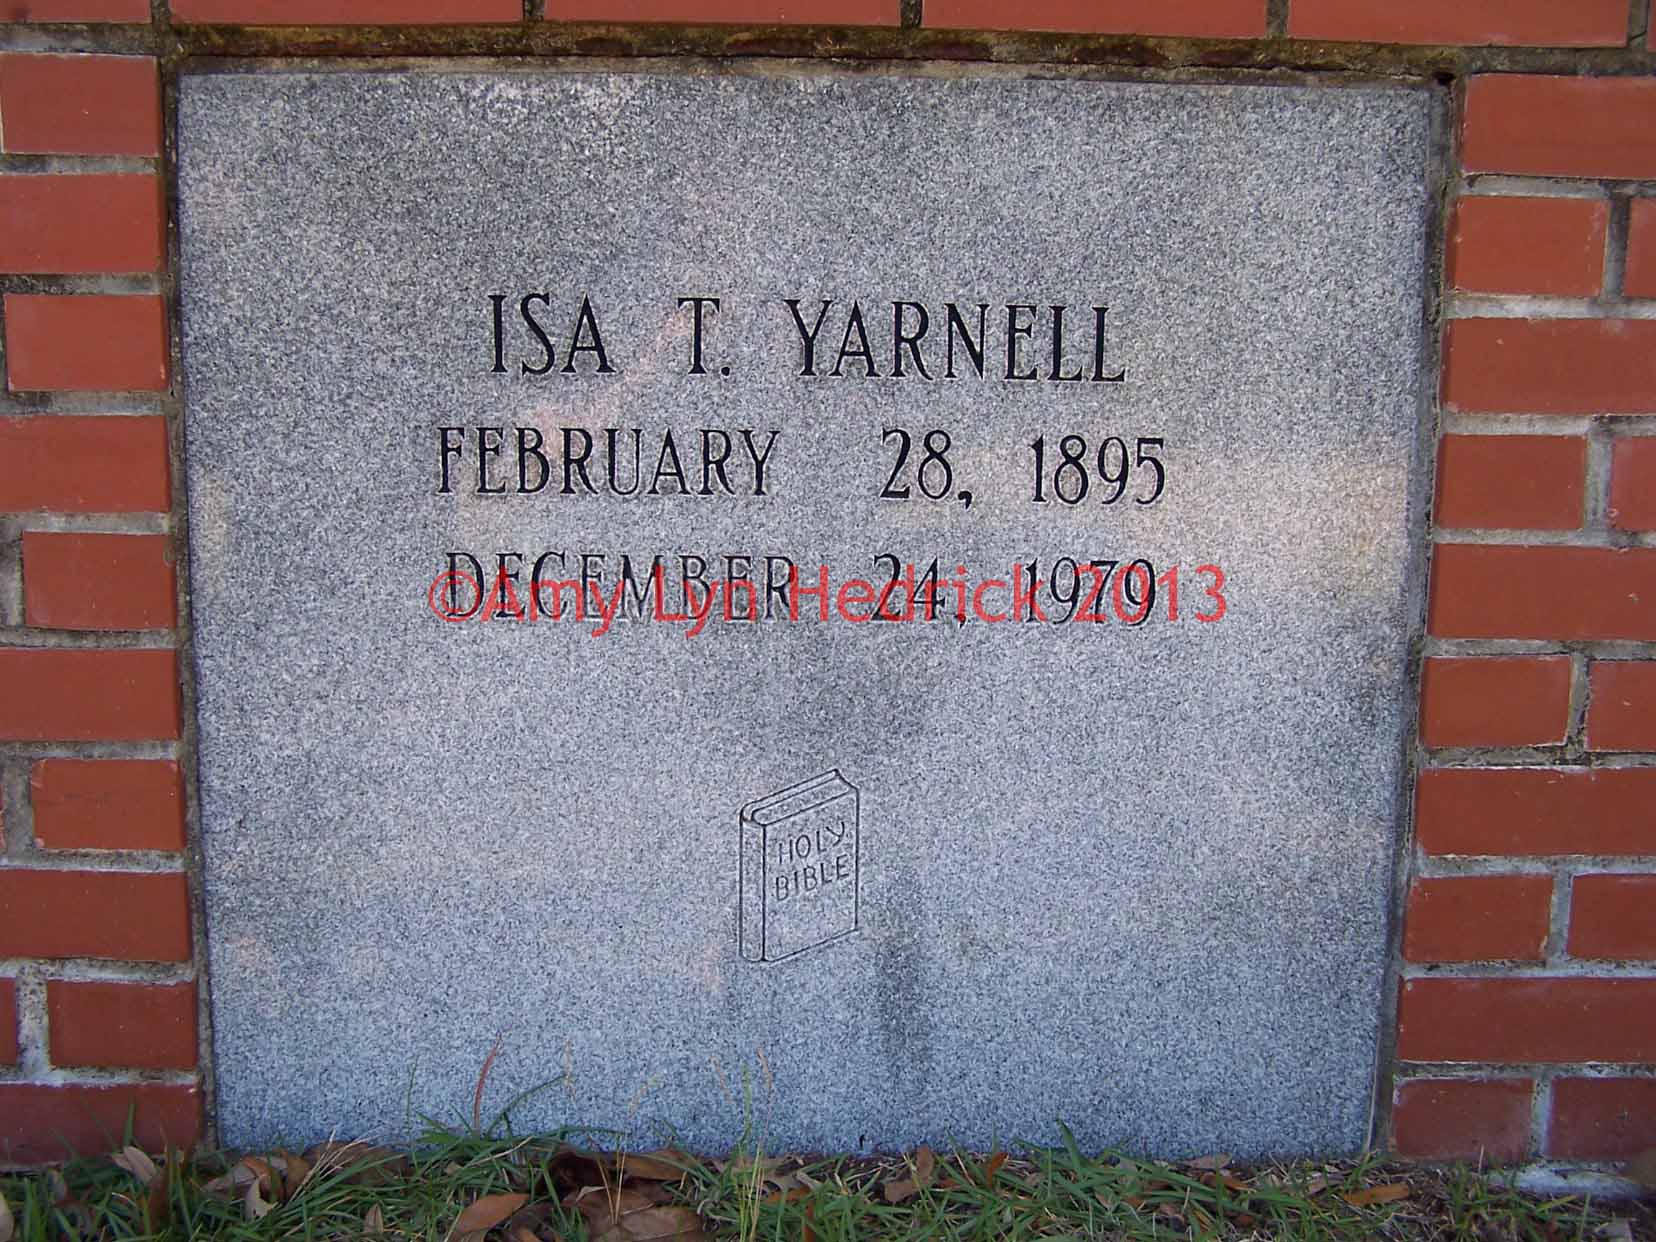 ISA T. YARNELL
FEBRUARY 28, 1895
DECEMBER 24, 1979
©Amy Lyn Hedrick 2013
HOLY
BIBLE